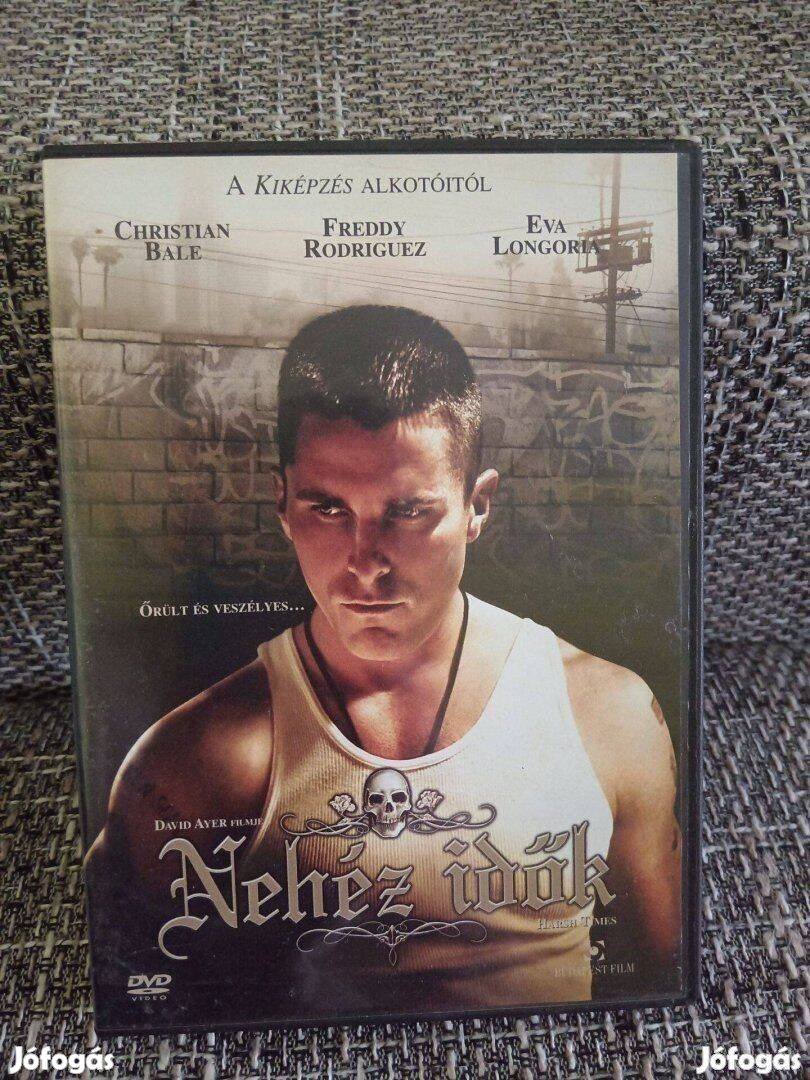 A KIKÉPZÉS ALKOTÓITÓL
CHRISTIAN BALE
FREDDY RODRIGUEZ
EVA LONGORIA
ŐRÜLT ÉS VESZÉLYES...
DAVID AYER FILMJE
Nehéz idők
HARSH TIMES
DVD
VIDEO
BUDAPEST FILM
Jófogás
Jófogás